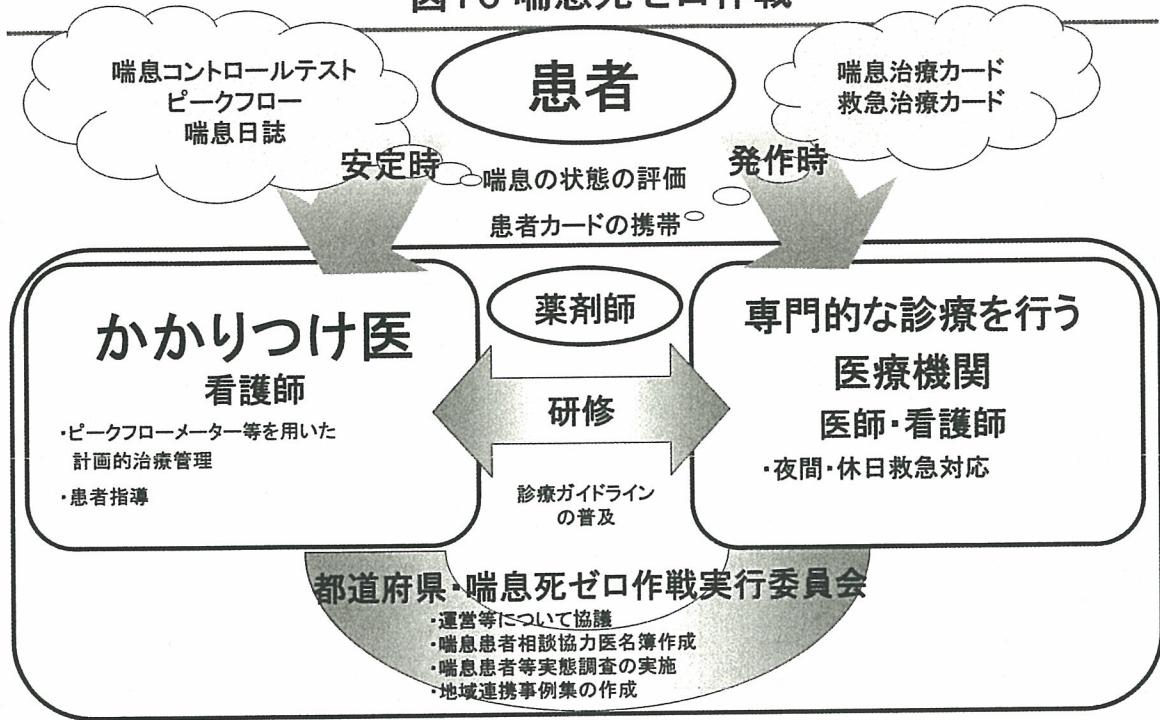 喘息死ゼロ作戦
喘息コントロールテスト
ピークフロー
喘息日誌
患者
喘息治療カード
救急治療カード
安定時
発作時
喘息の状態の評価
患者カードの携帯
かかりつけ医
看護師
・ピークフローメーター等を用いた
計画的治療管理
・患者指導
薬剤師
研修
診療ガイドライン
の普及
専門的な診療を行う
医療機関
医師・看護師
・夜間・休日救急対応
都道府県・喘息死ゼロ作戦実行委員会
・運営等について協議
・喘息患者相談協力医名簿作成
・喘息患者等実態調査の実施
・地域連携事例集の作成